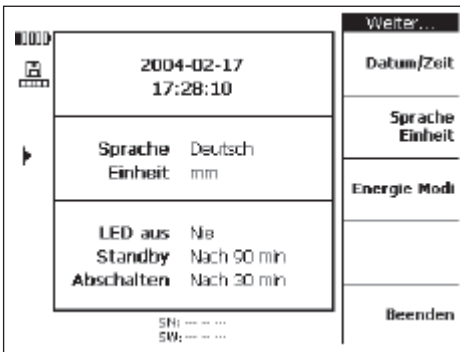 2004-02-17
17:28:10
Sprache Deutsch
Einheit mm
LED aus Nie
Standby Nach 90 min
Abschalten Nach 30 min
SN: --- -- ---
SW: --- -- ---
Weiter...
Datum/Zeit
Sprache
Einheit
Energie Modi
Beenden